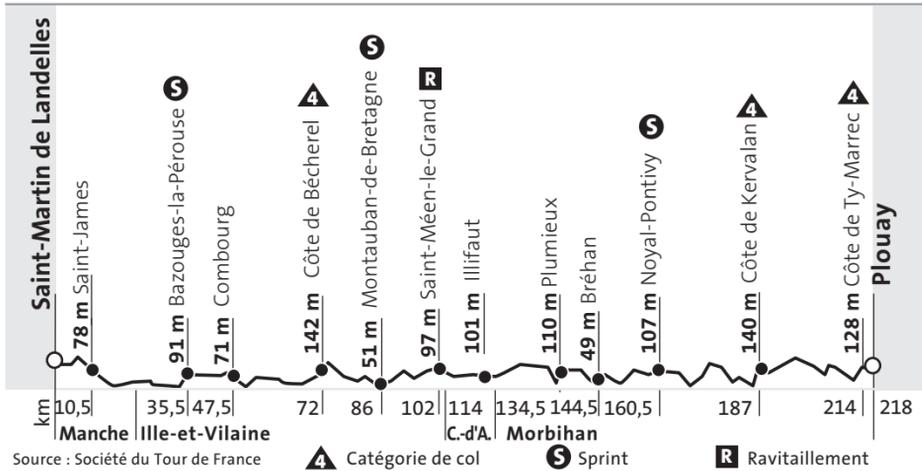 Saint-Martin de Landelles
78 m Saint-James
S
91 m Bazouges-la-Pérouse
71 m Combourg
4
142 m Côte de Bécherel
S
51 m Montauban-de-Bretagne
R
97 m Saint-Méen-le-Grand
101 m Illifaut
110 m Plumieux
49 m Bréhan
S
107 m Noyal-Pontivy
4
140 m Côte de Kervalan
4
128 m Côte de Ty-Marrec
Plouay
km 10,5 35,5 47,5 72 86 102 114 134,5 144,5 160,5 187 214 218
Manche Ille-et-Vilaine C.-d'A. Morbihan
Source : Société du Tour de France 4 Catégorie de col S Sprint R Ravitaillement